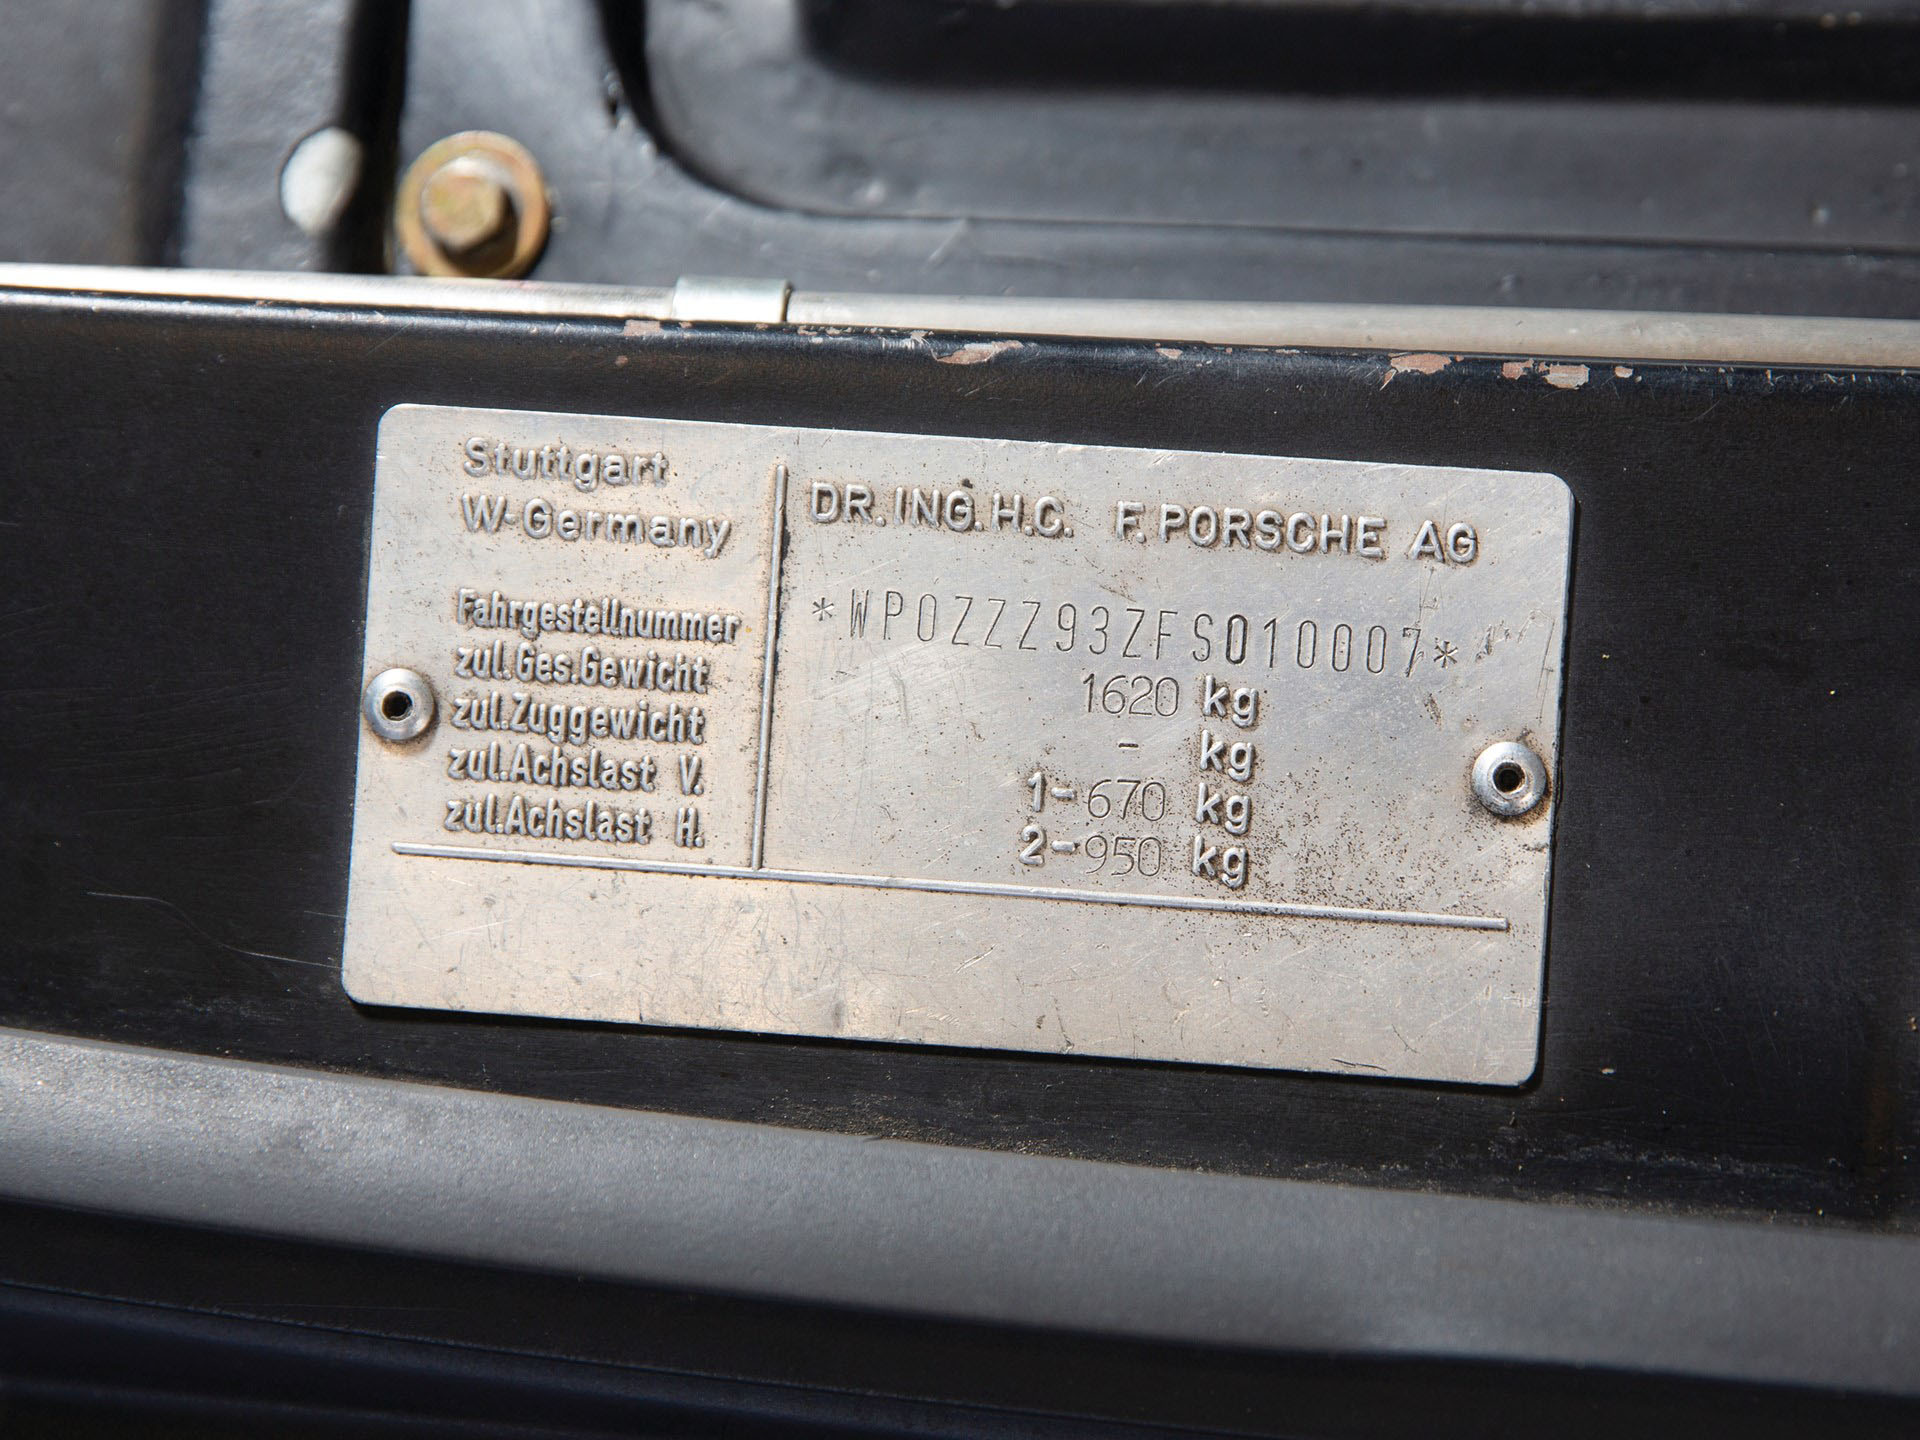 Stuttgart
W-Germany
DR. ING. H.C. F. PORSCHE AG
Fahrgestellnummer *WP0ZZZ93ZFS010007*
zul.Ges.Gewicht 1620 kg
zul.Zuggewicht - kg
zul.Achslast V. 1-670 kg
zul.Achslast H. 2-950 kg